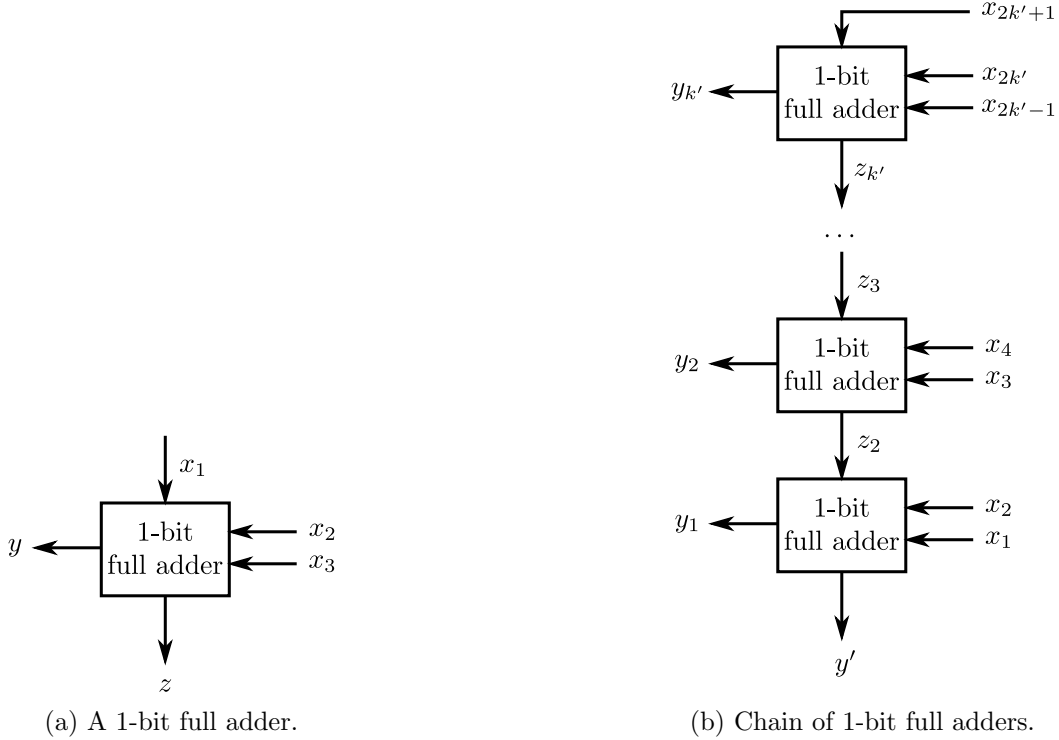 x_1
1-bit
full adder
y
x_2
x_3
z
(a) A 1-bit full adder.
x_{2k'+1}
1-bit
full adder
x_{2k'}
x_{2k'-1}
y_{k'}
z_{k'}
...
z_3
1-bit
full adder
x_4
x_3
y_2
z_2
1-bit
full adder
x_2
x_1
y_1
y'
(b) Chain of 1-bit full adders.